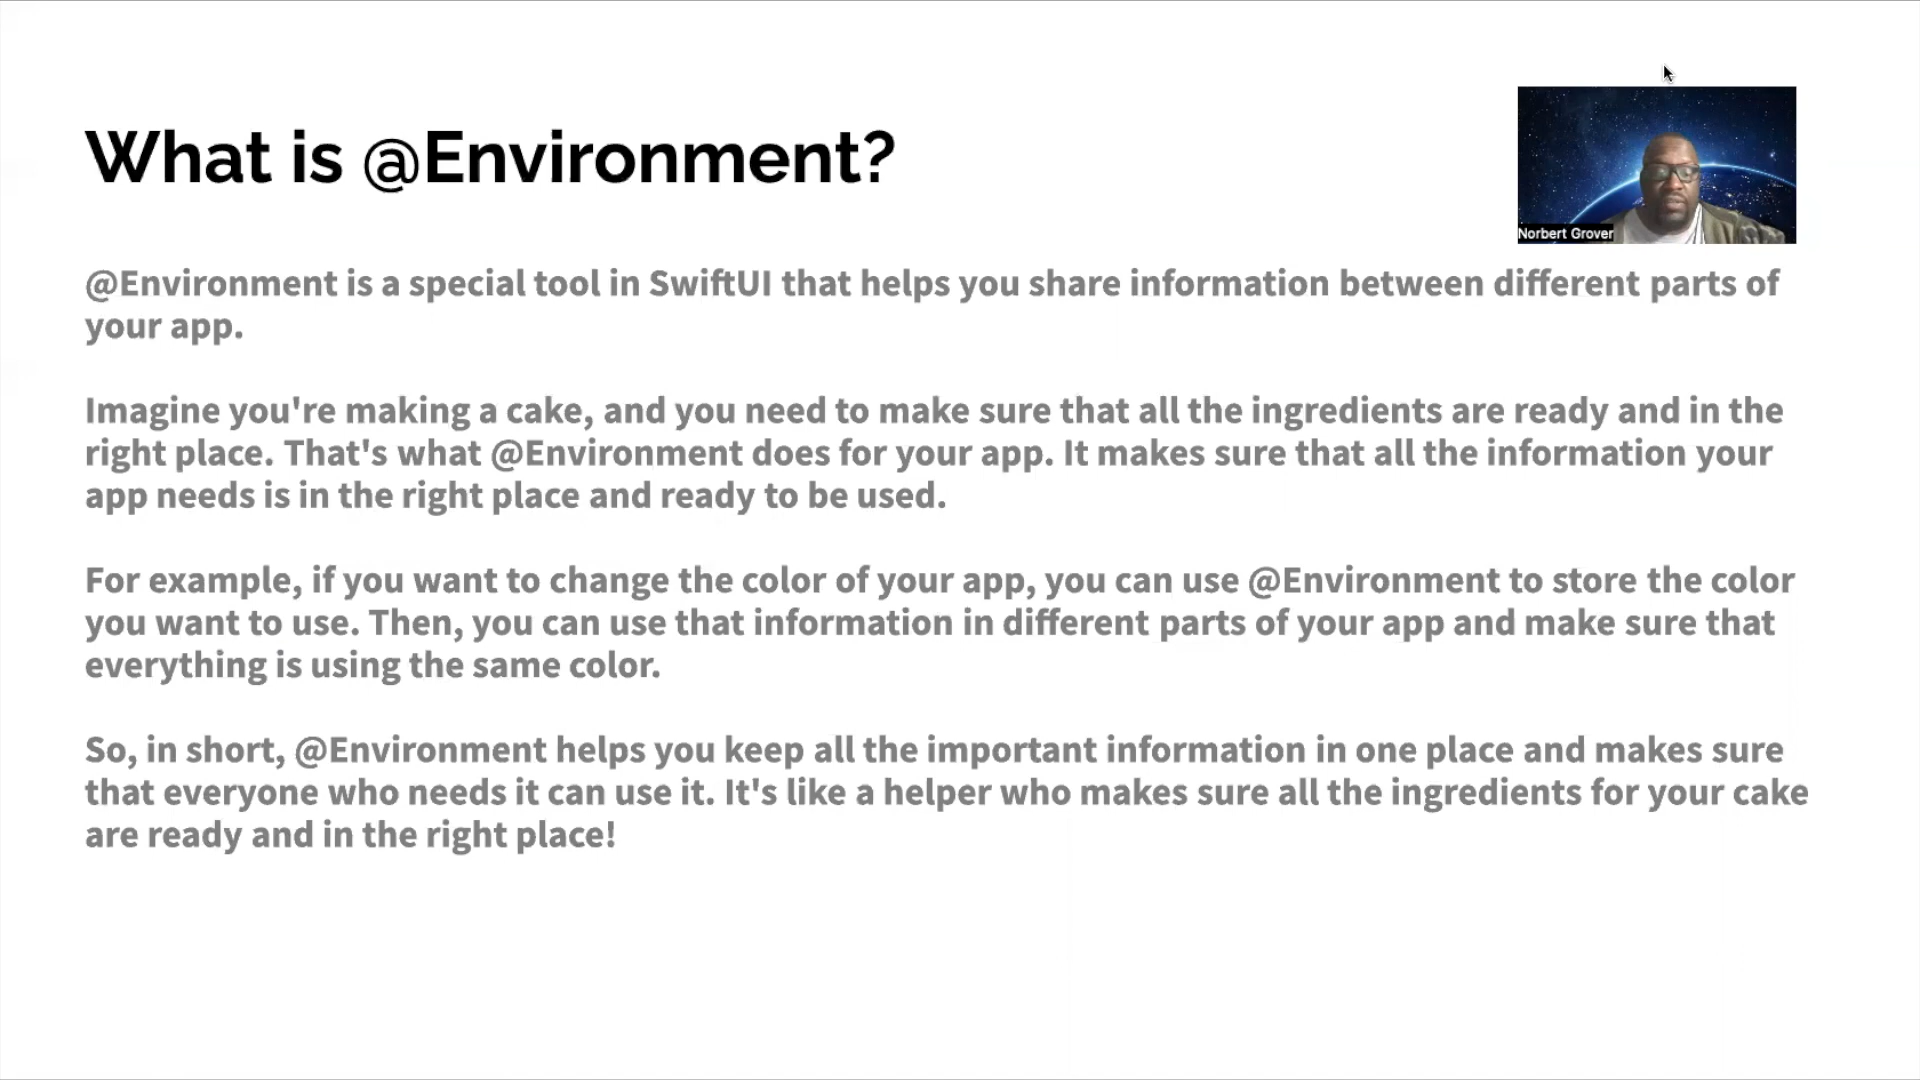 What is @Environment?
Norbert Grover
@Environment is a special tool in SwiftUI that helps you share information between different parts of
your app.
Imagine you're making a cake, and you need to make sure that all the ingredients are ready and in the
right place. That's what @Environment does for your app. It makes sure that all the information your
app needs is in the right place and ready to be used.
For example, if you want to change the color of your app, you can use @Environment to store the color
you want to use. Then, you can use that information in different parts of your app and make sure that
everything is using the same color.
So, in short, @Environment helps you keep all the important information in one place and makes sure
that everyone who needs it can use it. It's like a helper who makes sure all the ingredients for your cake
are ready and in the right place!